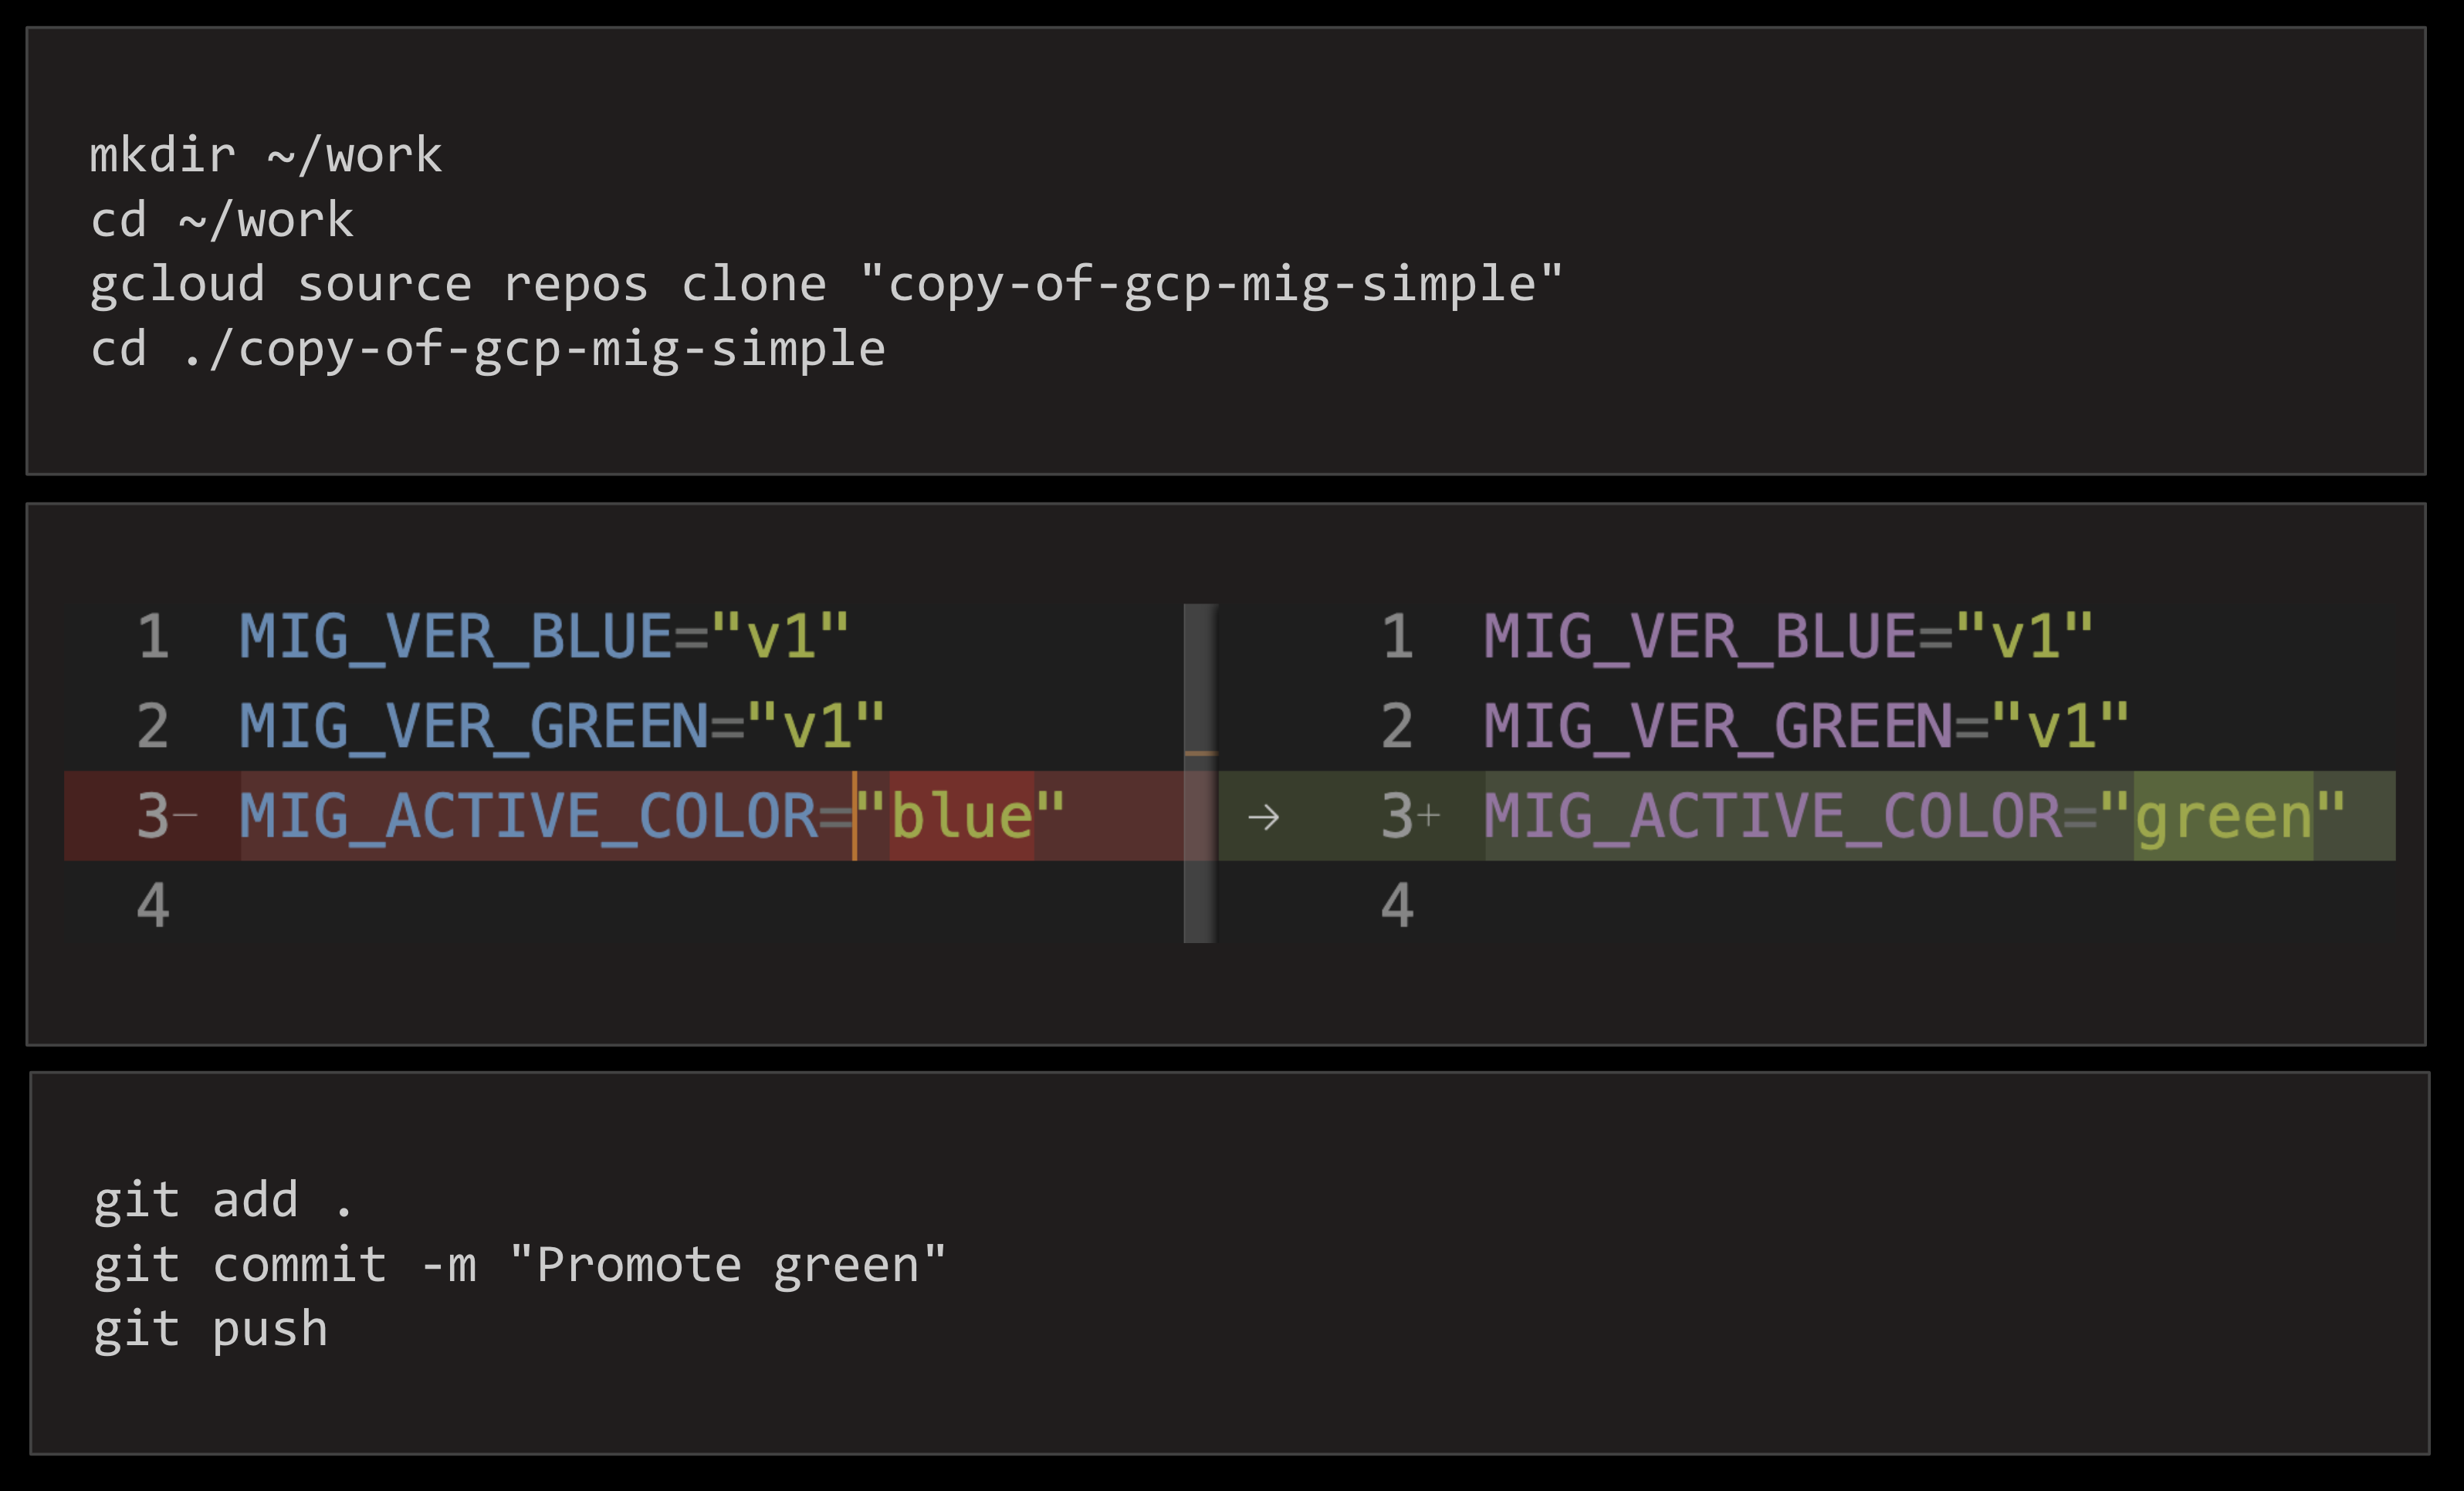 mkdir ~/work
cd ~/work
gcloud source repos clone "copy-of-gcp-mig-simple"
cd ./copy-of-gcp-mig-simple
1 MIG_VER_BLUE="v1"
2 MIG_VER_GREEN="v1"
3− MIG_ACTIVE_COLOR="blue"
4
→
1 MIG_VER_BLUE="v1"
2 MIG_VER_GREEN="v1"
3+ MIG_ACTIVE_COLOR="green"
4
git add .
git commit -m "Promote green"
git push